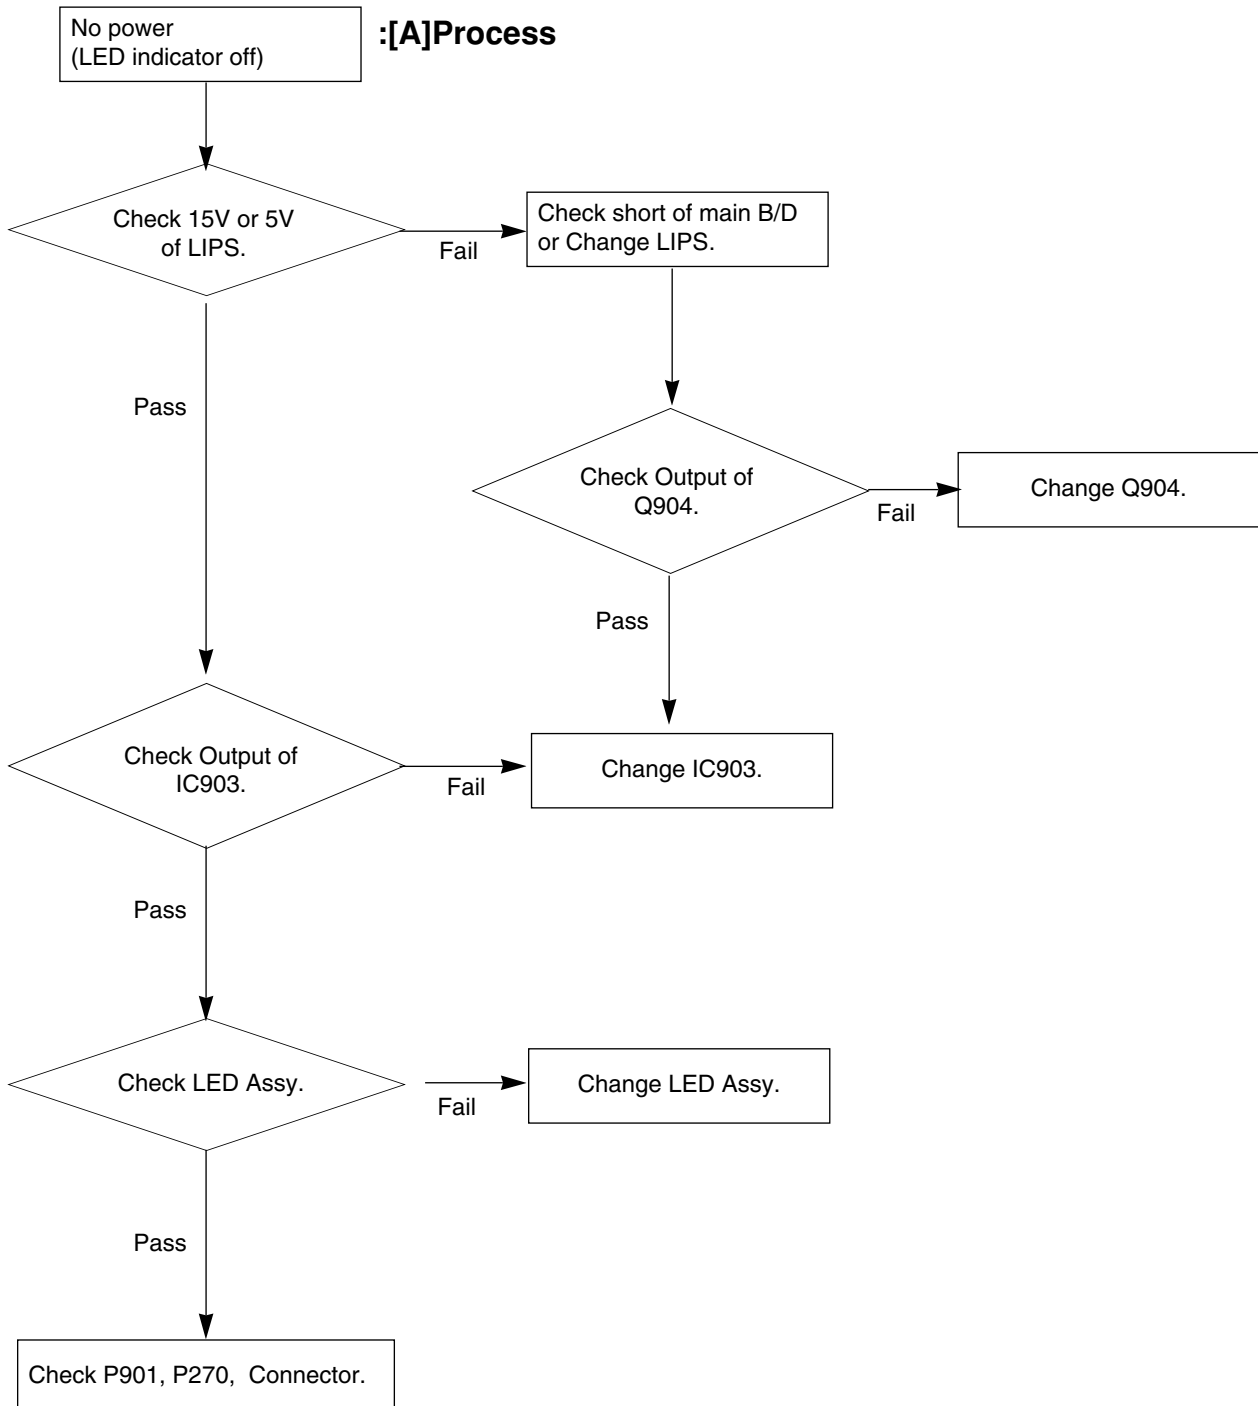 No power
(LED indicator off)
:[A]Process
Check 15V or 5V
of LIPS.
Fail
Check short of main B/D
or Change LIPS.
Pass
Check Output of
Q904.
Fail
Change Q904.
Pass
Check Output of
IC903.
Fail
Change IC903.
Pass
Check LED Assy.
Fail
Change LED Assy.
Pass
Check P901, P270,  Connector.